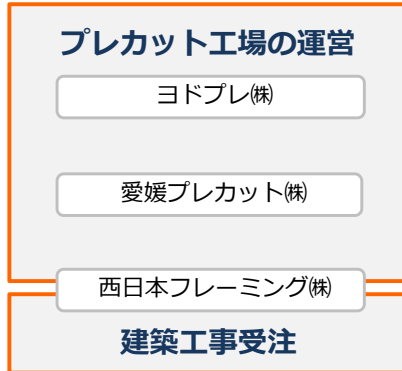 プレカット工場の運営
ヨドプレ㈱
愛媛プレカット㈱
西日本フレーミング㈱
建築工事受注